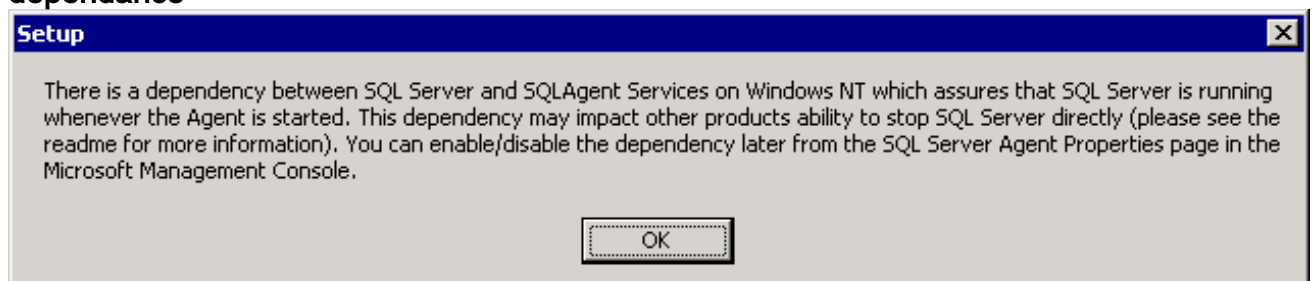 dependance
Setup
There is a dependency between SQL Server and SQLAgent Services on Windows NT which assures that SQL Server is running
whenever the Agent is started. This dependency may impact other products ability to stop SQL Server directly (please see the
readme for more information). You can enable/disable the dependency later from the SQL Server Agent Properties page in the
Microsoft Management Console.
OK